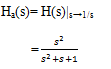 Hₐ(s)= H(s)|ₛ→₁/ₛ
= s²/(s²+s+1)